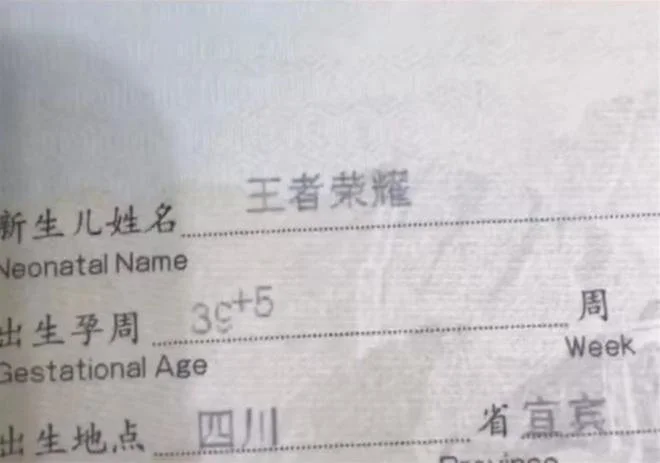 新生儿姓名 王者荣耀
Neonatal Name
出生孕周 39+5 周
Gestational Age Week
出生地点 四川 省 宜宾
Province